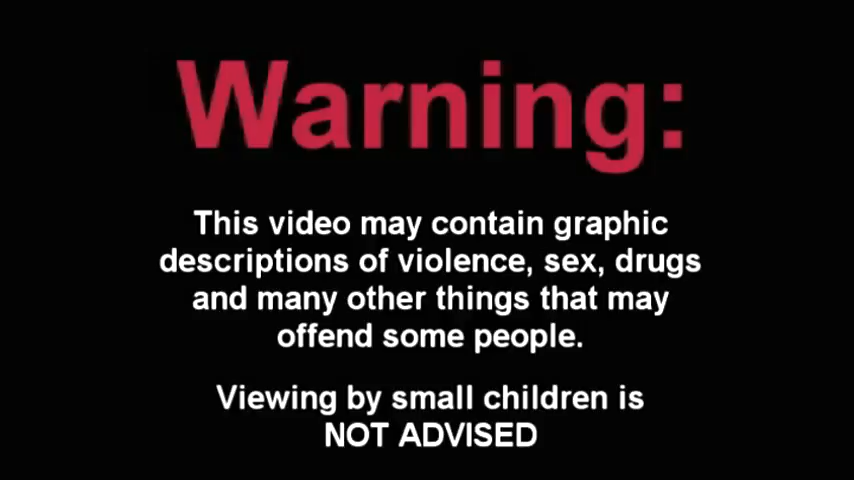 Warning:
This video may contain graphic
descriptions of violence, sex, drugs
and many other things that may
offend some people.
Viewing by small children is
NOT ADVISED